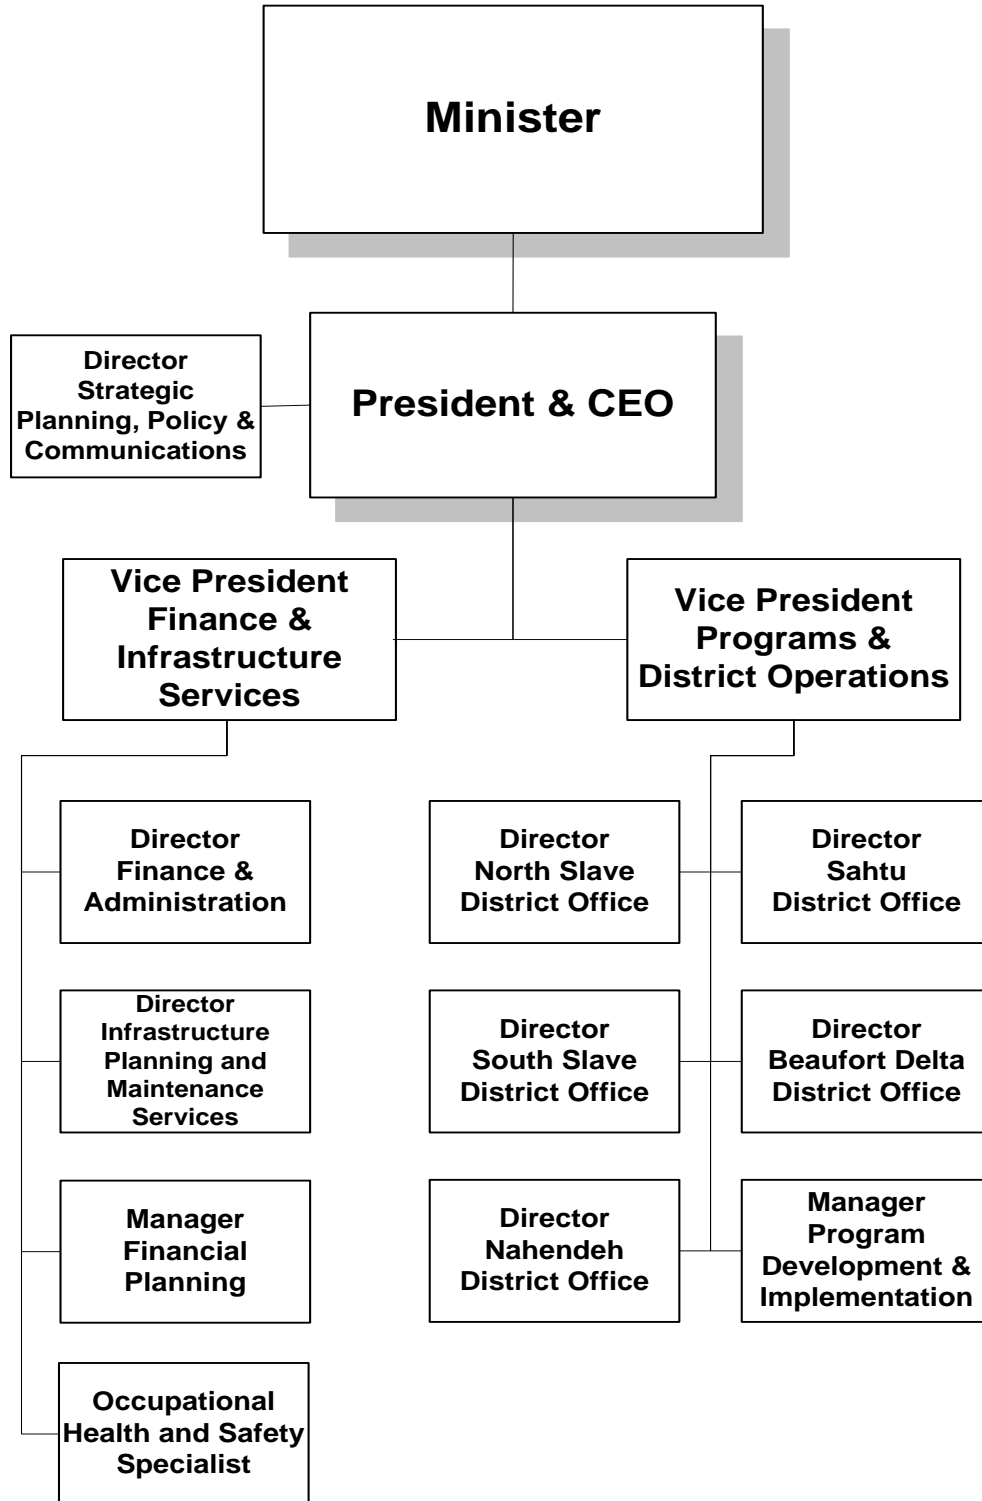 Minister
Director
Strategic
Planning, Policy &
Communications
President & CEO
Vice President
Finance &
Infrastructure
Services
Vice President
Programs &
District Operations
Director
Finance &
Administration
Director
North Slave
District Office
Director
Sahtu
District Office
Director
Infrastructure
Planning and
Maintenance
Services
Director
South Slave
District Office
Director
Beaufort Delta
District Office
Manager
Financial
Planning
Director
Nahendeh
District Office
Manager
Program
Development &
Implementation
Occupational
Health and Safety
Specialist